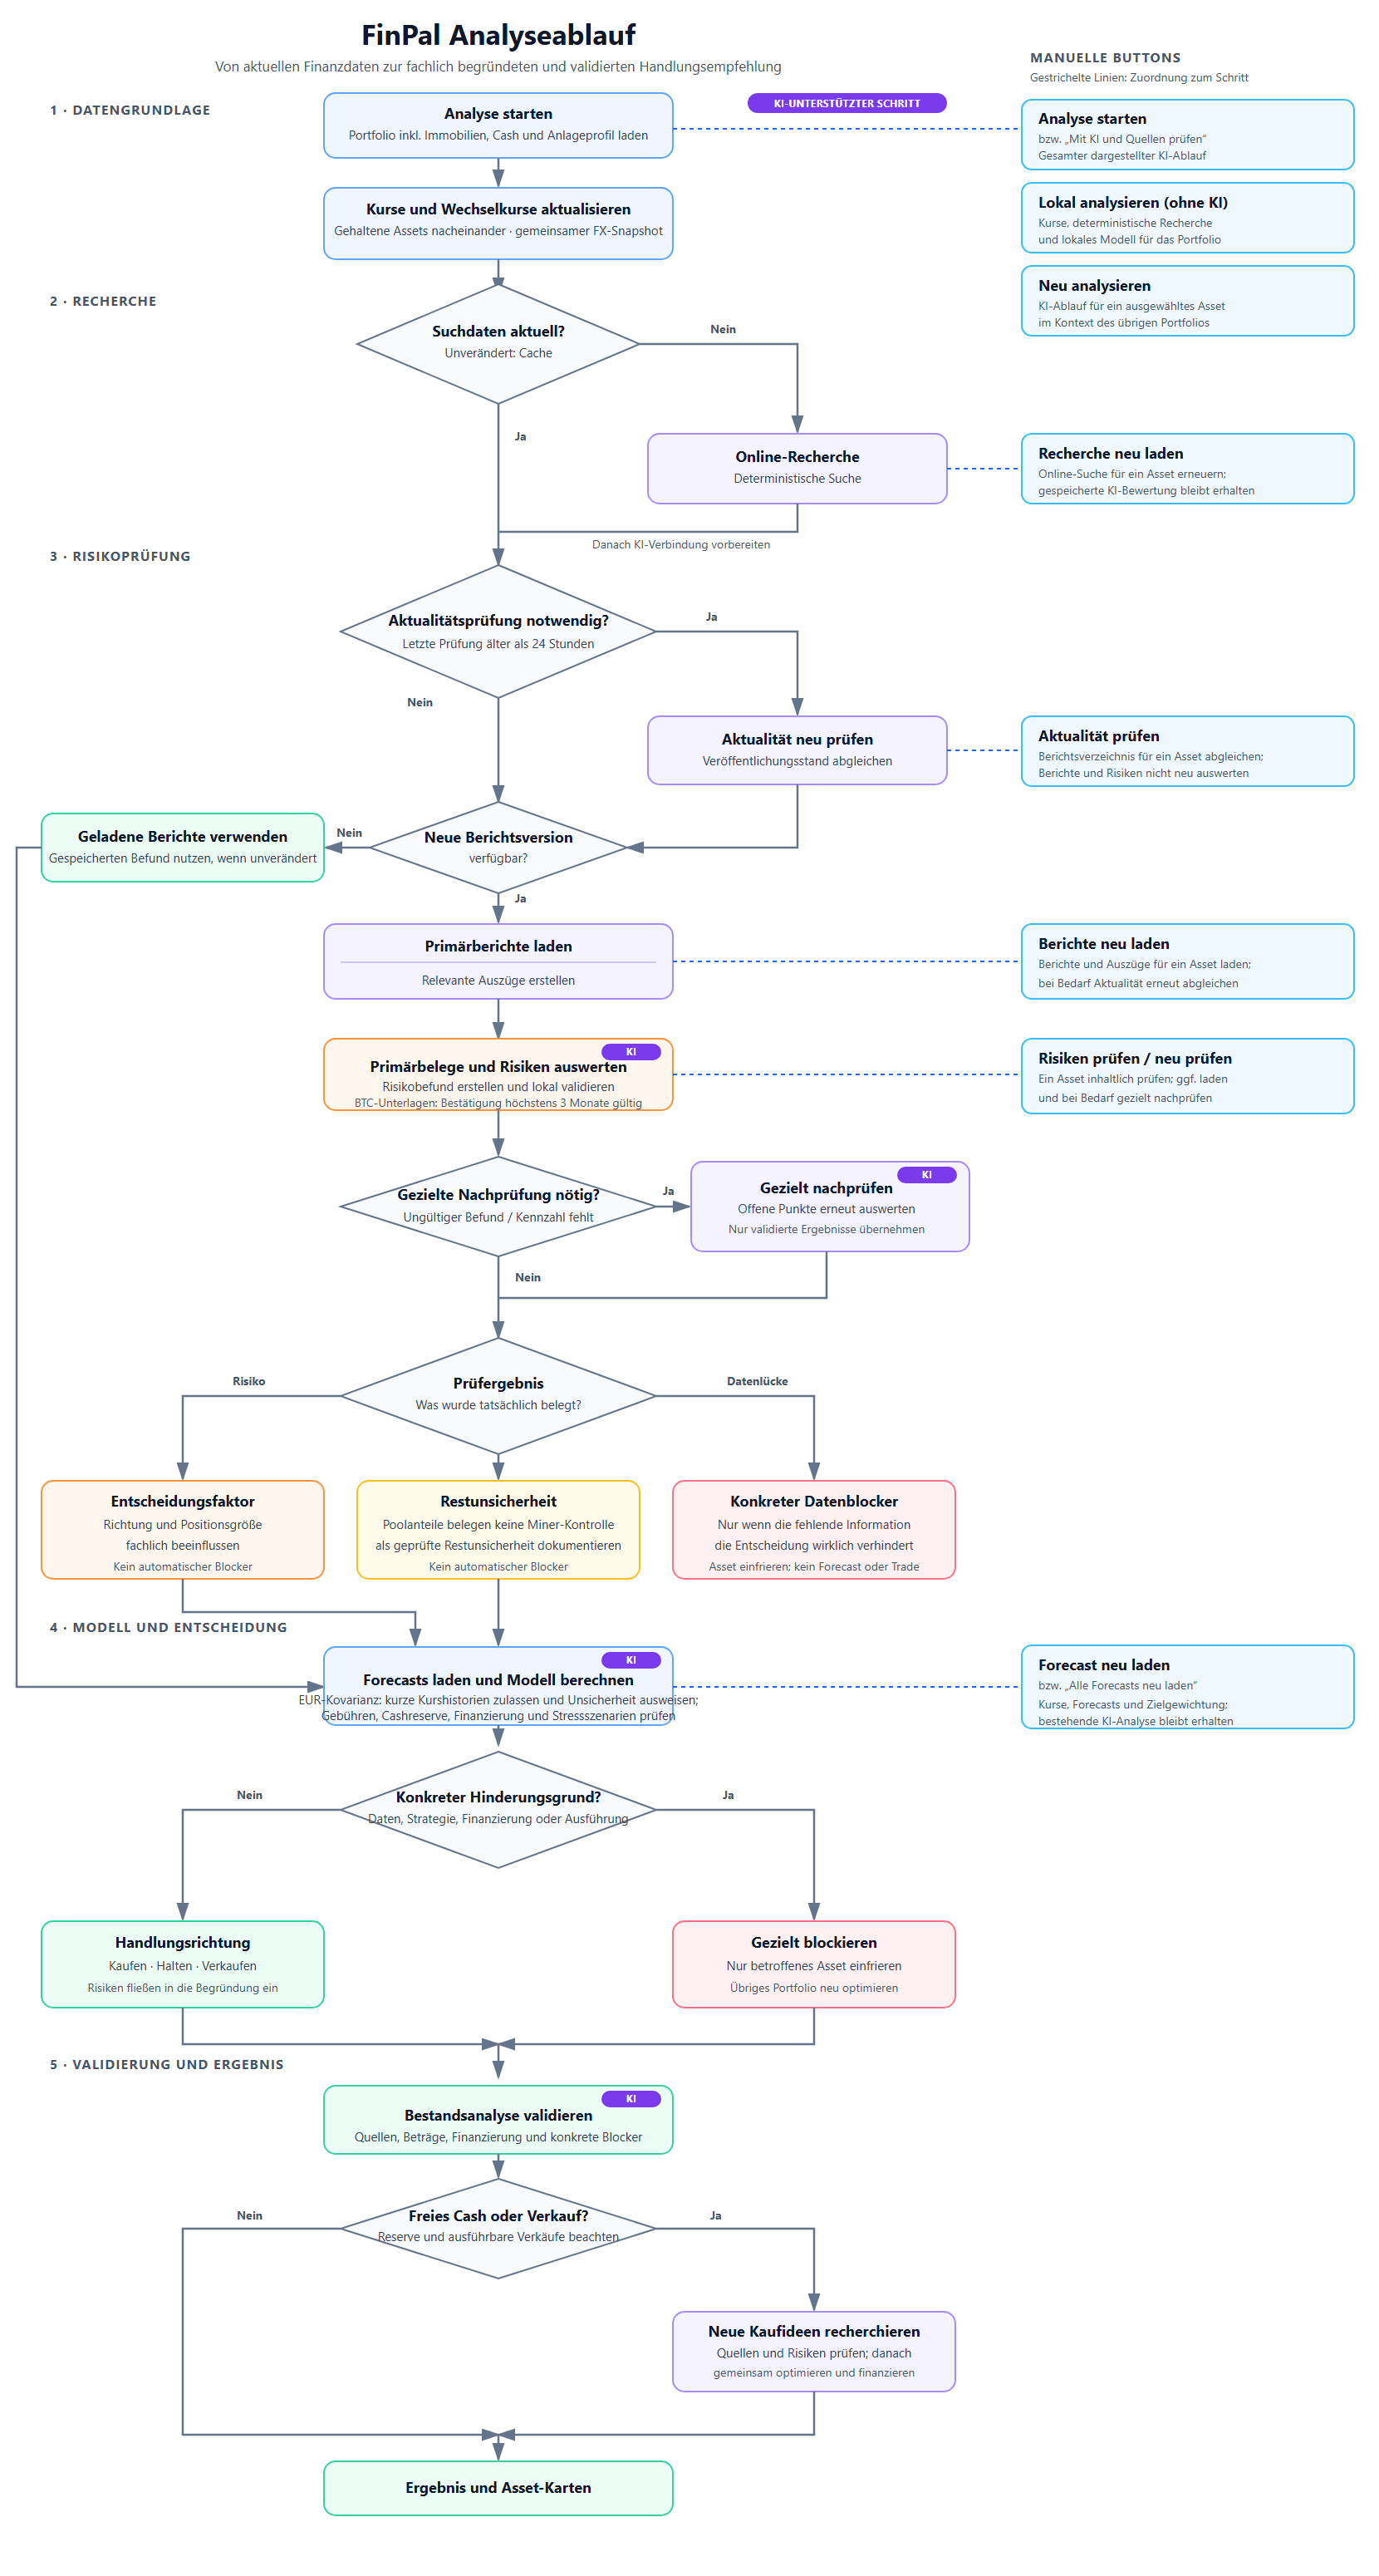 FinPal Analyseablauf
Von aktuellen Finanzdaten zur fachlich begründeten und validierten Handlungsempfehlung
MANUELLE BUTTONS
Gestrichelte Linien: Zuordnung zum Schritt
1 · DATENGRUNDLAGE
KI-UNTERSTÜTZTER SCHRITT
Analyse starten
Portfolio inkl. Immobilien, Cash und Anlageprofil laden
Analyse starten
bzw. „Mit KI und Quellen prüfen“
Gesamter dargestellter KI-Ablauf
Kurse und Wechselkurse aktualisieren
Gehaltene Assets nacheinander · gemeinsamer FX-Snapshot
Lokal analysieren (ohne KI)
Kurse, deterministische Recherche
und lokales Modell für das Portfolio
Neu analysieren
KI-Ablauf für ein ausgewähltes Asset
im Kontext des übrigen Portfolios
2 · RECHERCHE
Suchdaten aktuell?
Unverändert: Cache
Nein
Ja
Online-Recherche
Deterministische Suche
Recherche neu laden
Online-Suche für ein Asset erneuern;
gespeicherte KI-Bewertung bleibt erhalten
Danach KI-Verbindung vorbereiten
3 · RISIKOPRÜFUNG
Aktualitätsprüfung notwendig?
Letzte Prüfung älter als 24 Stunden
Ja
Nein
Aktualität neu prüfen
Veröffentlichungsstand abgleichen
Aktualität prüfen
Berichtsverzeichnis für ein Asset abgleichen;
Berichte und Risiken nicht neu auswerten
Geladene Berichte verwenden
Gespeicherten Befund nutzen, wenn unverändert
Nein
Neue Berichtsversion
verfügbar?
Ja
Primärberichte laden
Relevante Auszüge erstellen
Berichte neu laden
Berichte und Auszüge für ein Asset laden;
bei Bedarf Aktualität erneut abgleichen
KI
Primärbelege und Risiken auswerten
Risikobefund erstellen und lokal validieren
BTC-Unterlagen: Bestätigung höchstens 3 Monate gültig
Risiken prüfen / neu prüfen
Ein Asset inhaltlich prüfen; ggf. laden
und bei Bedarf gezielt nachprüfen
Gezielte Nachprüfung nötig?
Ungültiger Befund / Kennzahl fehlt
Ja
KI
Gezielt nachprüfen
Offene Punkte erneut auswerten
Nur validierte Ergebnisse übernehmen
Nein
Risiko
Prüfergebnis
Was wurde tatsächlich belegt?
Datenlücke
Entscheidungsfaktor
Richtung und Positionsgröße
fachlich beeinflussen
Kein automatischer Blocker
Restunsicherheit
Poolanteile belegen keine Miner-Kontrolle
als geprüfte Restunsicherheit dokumentieren
Kein automatischer Blocker
Konkreter Datenblocker
Nur wenn die fehlende Information
die Entscheidung wirklich verhindert
Asset einfrieren; kein Forecast oder Trade
4 · MODELL UND ENTSCHEIDUNG
KI
Forecasts laden und Modell berechnen
EUR-Kovarianz: kurze Kurshistorien zulassen und Unsicherheit ausweisen;
Gebühren, Cashreserve, Finanzierung und Stressszenarien prüfen
Forecast neu laden
bzw. „Alle Forecasts neu laden“
Kurse, Forecasts und Zielgewichtung;
bestehende KI-Analyse bleibt erhalten
Nein
Konkreter Hinderungsgrund?
Daten, Strategie, Finanzierung oder Ausführung
Ja
Handlungsrichtung
Kaufen · Halten · Verkaufen
Risiken fließen in die Begründung ein
Gezielt blockieren
Nur betroffenes Asset einfrieren
Übriges Portfolio neu optimieren
5 · VALIDIERUNG UND ERGEBNIS
KI
Bestandsanalyse validieren
Quellen, Beträge, Finanzierung und konkrete Blocker
Nein
Freies Cash oder Verkauf?
Reserve und ausführbare Verkäufe beachten
Ja
Neue Kaufideen recherchieren
Quellen und Risiken prüfen; danach
gemeinsam optimieren und finanzieren
Ergebnis und Asset-Karten